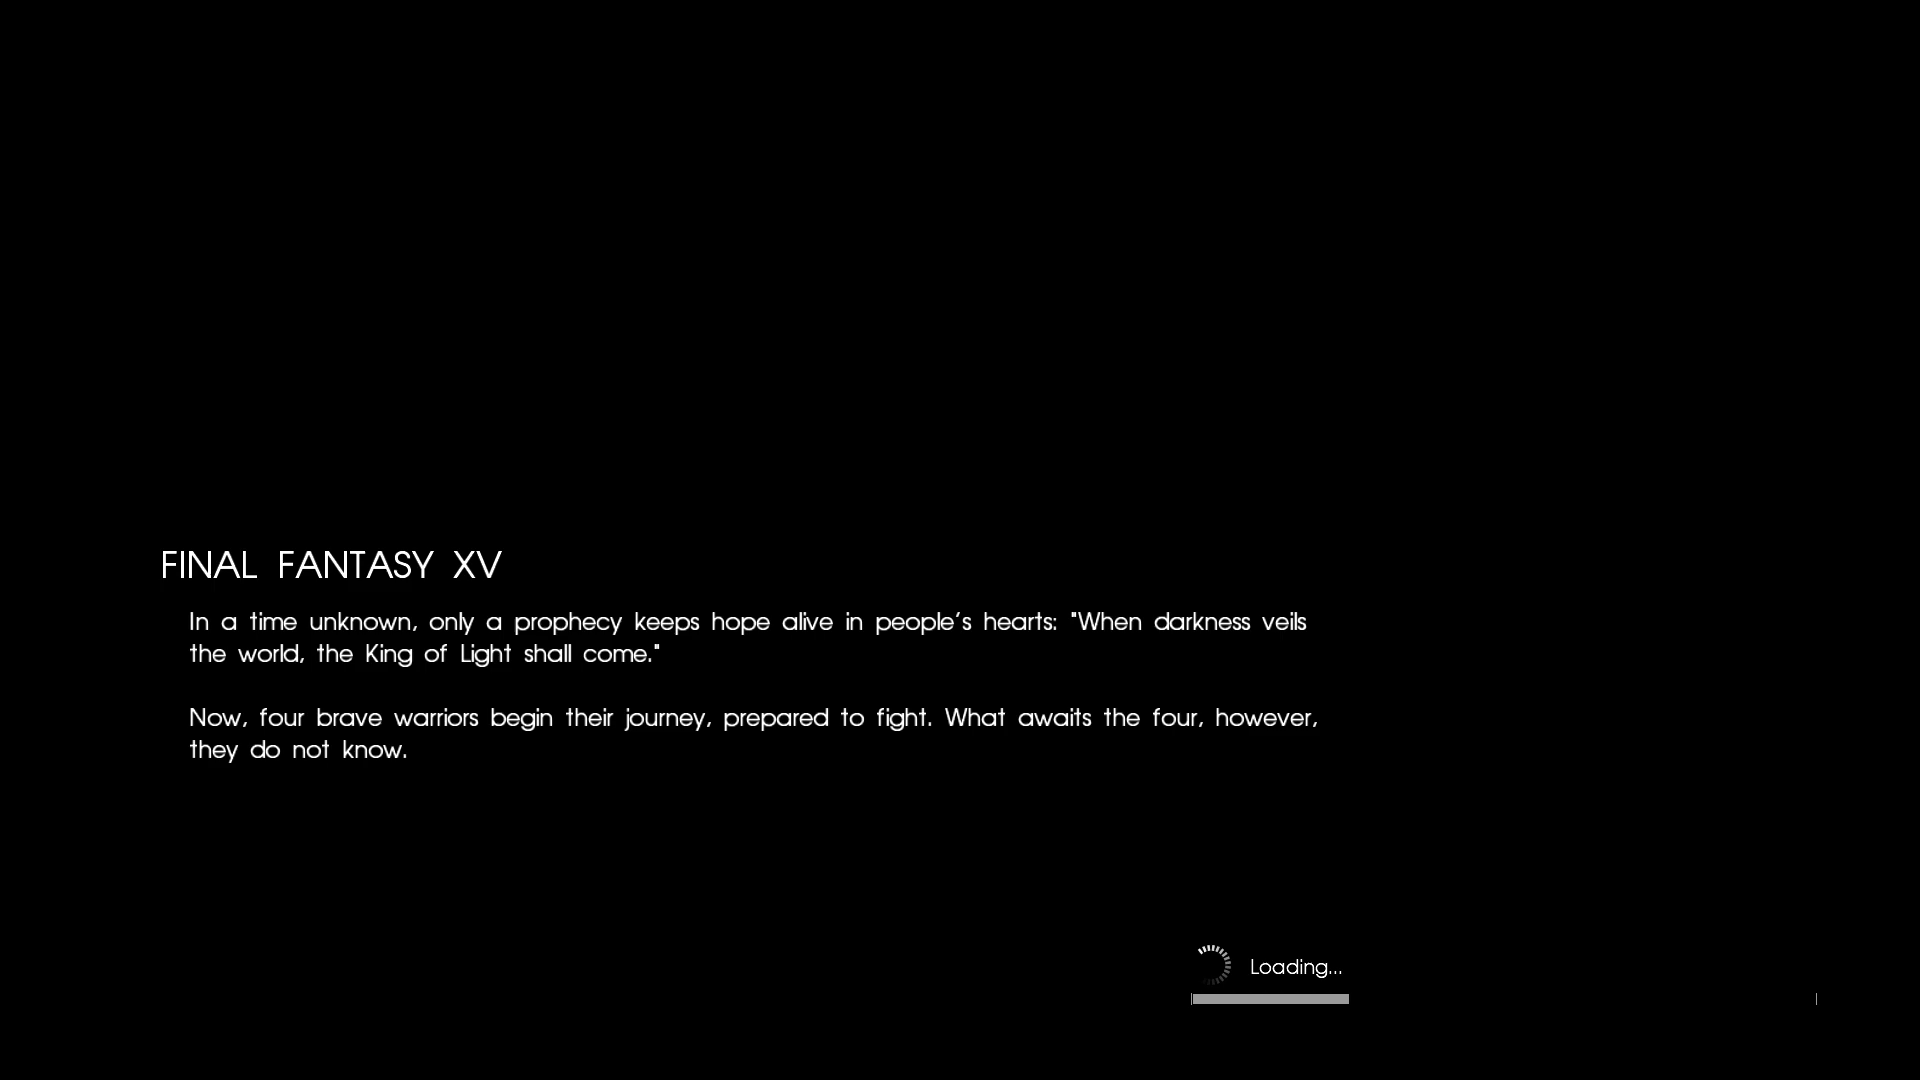 FINAL FANTASY XV
In a time unknown, only a prophecy keeps hope alive in people’s hearts: "When darkness veils
the world, the King of Light shall come."
Now, four brave warriors begin their journey, prepared to fight. What awaits the four, however,
they do not know.
Loading...